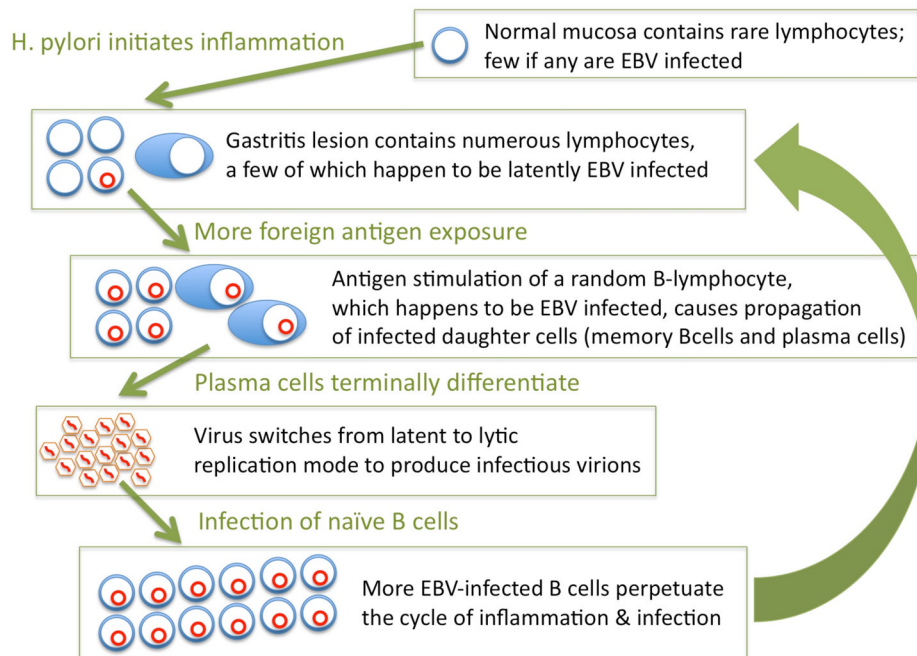 H. pylori initiates inflammation
Normal mucosa contains rare lymphocytes;
few if any are EBV infected
Gastritis lesion contains numerous lymphocytes,
a few of which happen to be latently EBV infected
More foreign antigen exposure
Antigen stimulation of a random B-lymphocyte,
which happens to be EBV infected, causes propagation
of infected daughter cells (memory Bcells and plasma cells)
Plasma cells terminally differentiate
Virus switches from latent to lytic
replication mode to produce infectious virions
Infection of naïve B cells
More EBV-infected B cells perpetuate
the cycle of inflammation & infection